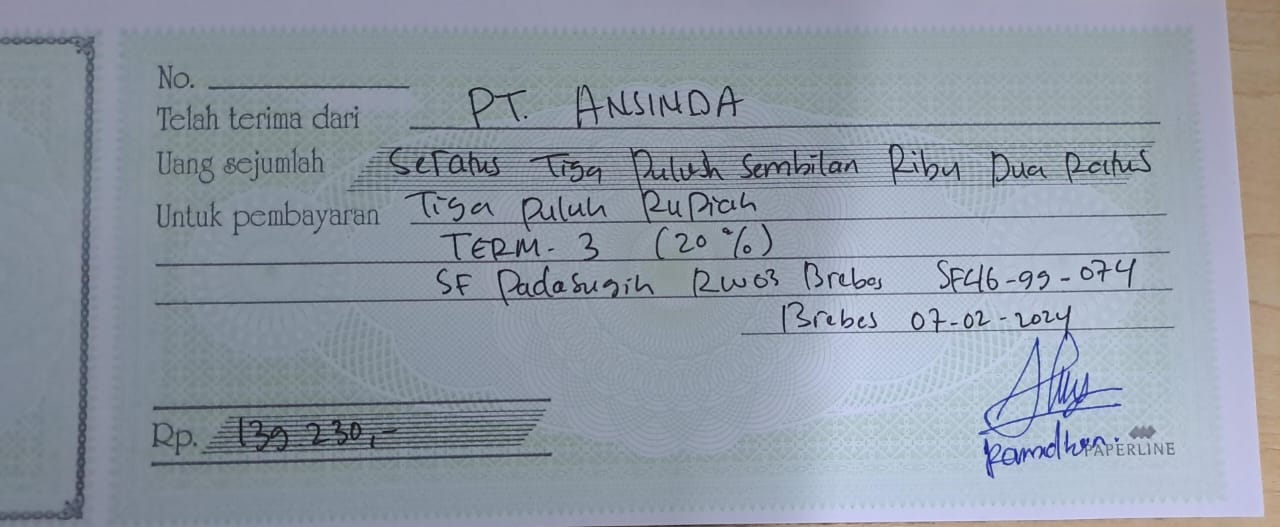 No.
Telah terima dari PT. ANSINDA
Uang sejumlah Seratus Tiga Puluh Sembilan Ribu Dua Ratus
Untuk pembayaran Tiga puluh Rupiah
TERM - 3 (20 %)
SF Padasugih RW03 Brebes SF46-99-074
Brebes 07-02-2024
Rp. 139 230,-
Ramdhan.
PAPERLINE